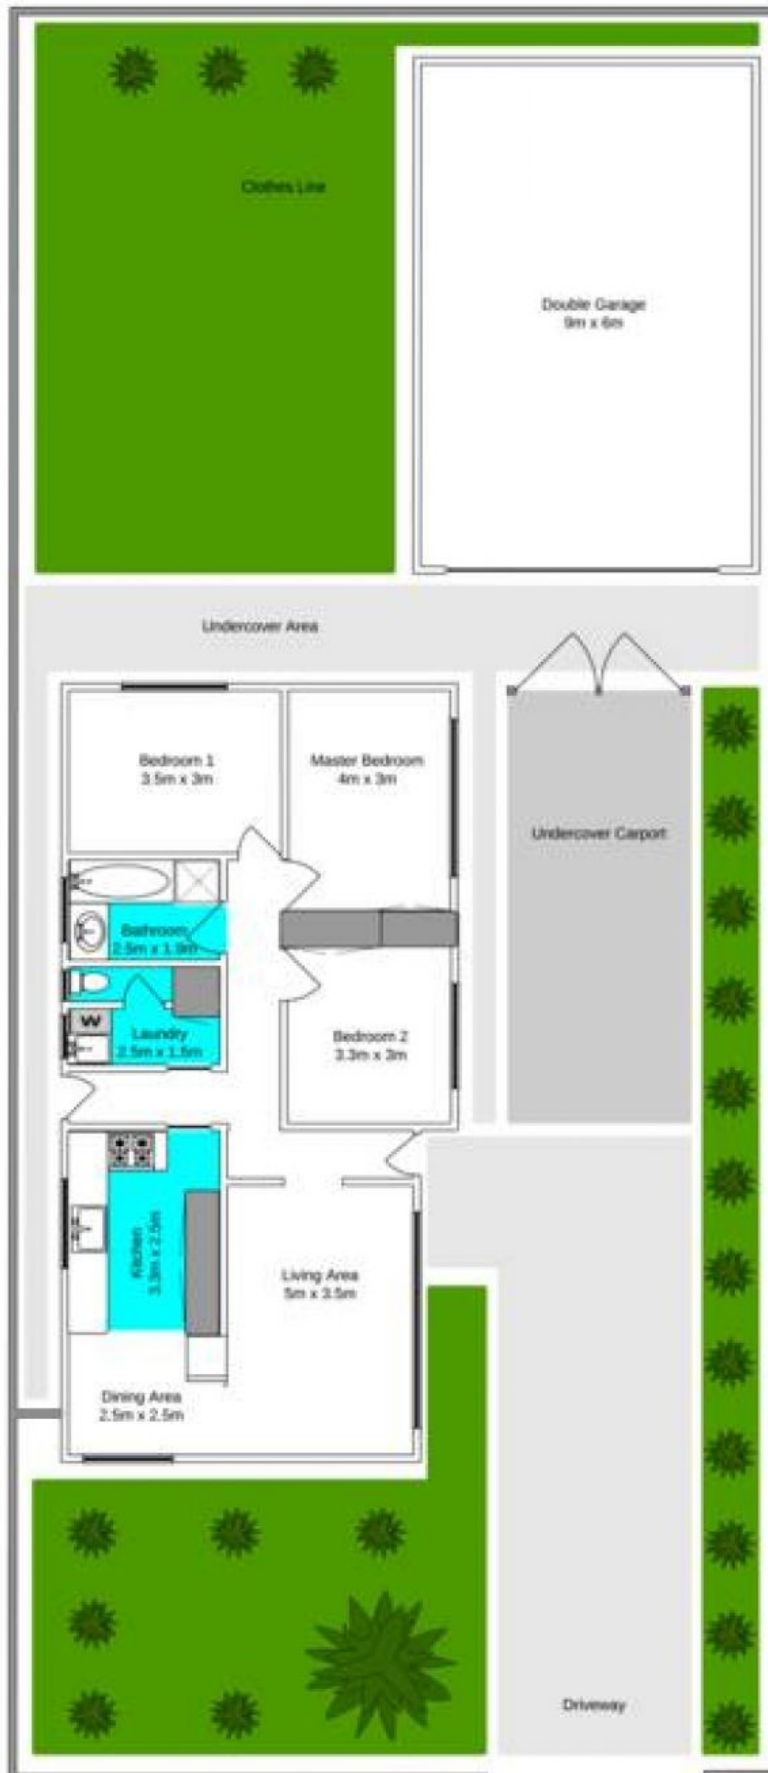 Clothes Line
Double Garage
9m x 6m
Undercover Area
Bedroom 1
3.5m x 3m
Master Bedroom
4m x 3m
Undercover Carport
Bathroom
2.5m x 1.9m
W
Laundry
2.5m x 1.5m
Bedroom 2
3.3m x 3m
Kitchen
3.3m x 2.5m
Living Area
5m x 3.5m
Dining Area
2.5m x 2.5m
Driveway